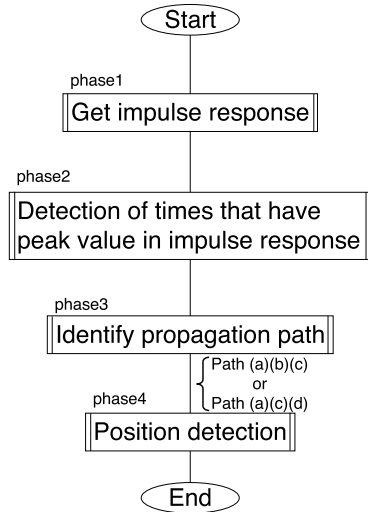 Start
phase1
Get impulse response
phase2
Detection of times that have
peak value in impulse response
phase3
Identify propagation path
Path (a)(b)(c)
or
Path (a)(c)(d)
phase4
Position detection
End